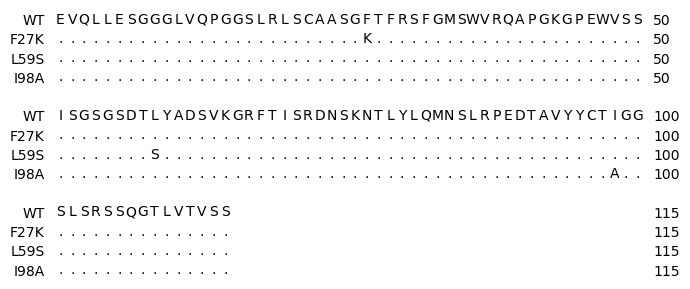 WT EVQLLESGGGLVQPGGSLRLSCAASGFTFRSFGMSWVRQAPGKGPEWVSS 50
F27K ..........................K....................... 50
L59S .................................................. 50
I98A .................................................. 50
WT ISGSGSDTLYADSVKGRFTISRDNSKNTLYLQMNSLRPEDTAVYYCTIGG 100
F27K .................................................. 100
L59S ........S......................................... 100
I98A ...............................................A.. 100
WT SLSRSSQGTLVTVSS 115
F27K ............... 115
L59S ............... 115
I98A ............... 115